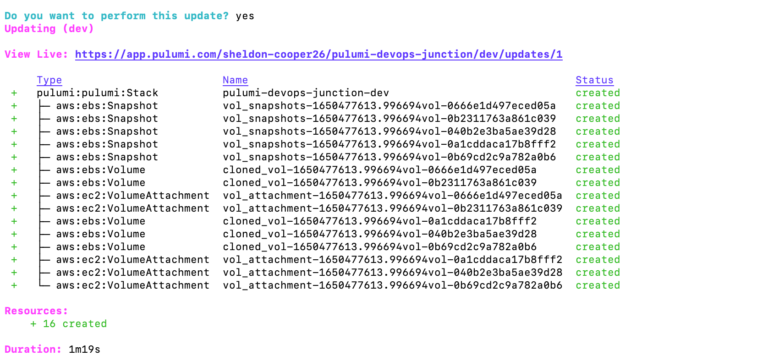 Do you want to perform this update? yes
Updating (dev)
View Live: https://app.pulumi.com/sheldon-cooper26/pulumi-devops-junction/dev/updates/1
Type Name Status
+ pulumi:pulumi:Stack pulumi-devops-junction-dev created
+ ├─ aws:ebs:Snapshot vol_snapshots-1650477613.996694vol-0666e1d497eced05a created
+ ├─ aws:ebs:Snapshot vol_snapshots-1650477613.996694vol-0b2311763a861c039 created
+ ├─ aws:ebs:Snapshot vol_snapshots-1650477613.996694vol-040b2e3ba5ae39d28 created
+ ├─ aws:ebs:Snapshot vol_snapshots-1650477613.996694vol-0a1cddaca17b8fff2 created
+ ├─ aws:ebs:Snapshot vol_snapshots-1650477613.996694vol-0b69cd2c9a782a0b6 created
+ ├─ aws:ebs:Volume cloned_vol-1650477613.996694vol-0666e1d497eced05a created
+ ├─ aws:ebs:Volume cloned_vol-1650477613.996694vol-0b2311763a861c039 created
+ ├─ aws:ec2:VolumeAttachment vol_attachment-1650477613.996694vol-0666e1d497eced05a created
+ ├─ aws:ec2:VolumeAttachment vol_attachment-1650477613.996694vol-0b2311763a861c039 created
+ ├─ aws:ebs:Volume cloned_vol-1650477613.996694vol-0a1cddaca17b8fff2 created
+ ├─ aws:ebs:Volume cloned_vol-1650477613.996694vol-040b2e3ba5ae39d28 created
+ ├─ aws:ebs:Volume cloned_vol-1650477613.996694vol-0b69cd2c9a782a0b6 created
+ ├─ aws:ec2:VolumeAttachment vol_attachment-1650477613.996694vol-0a1cddaca17b8fff2 created
+ ├─ aws:ec2:VolumeAttachment vol_attachment-1650477613.996694vol-040b2e3ba5ae39d28 created
+ └─ aws:ec2:VolumeAttachment vol_attachment-1650477613.996694vol-0b69cd2c9a782a0b6 created
Resources:
+ 16 created
Duration: 1m19s